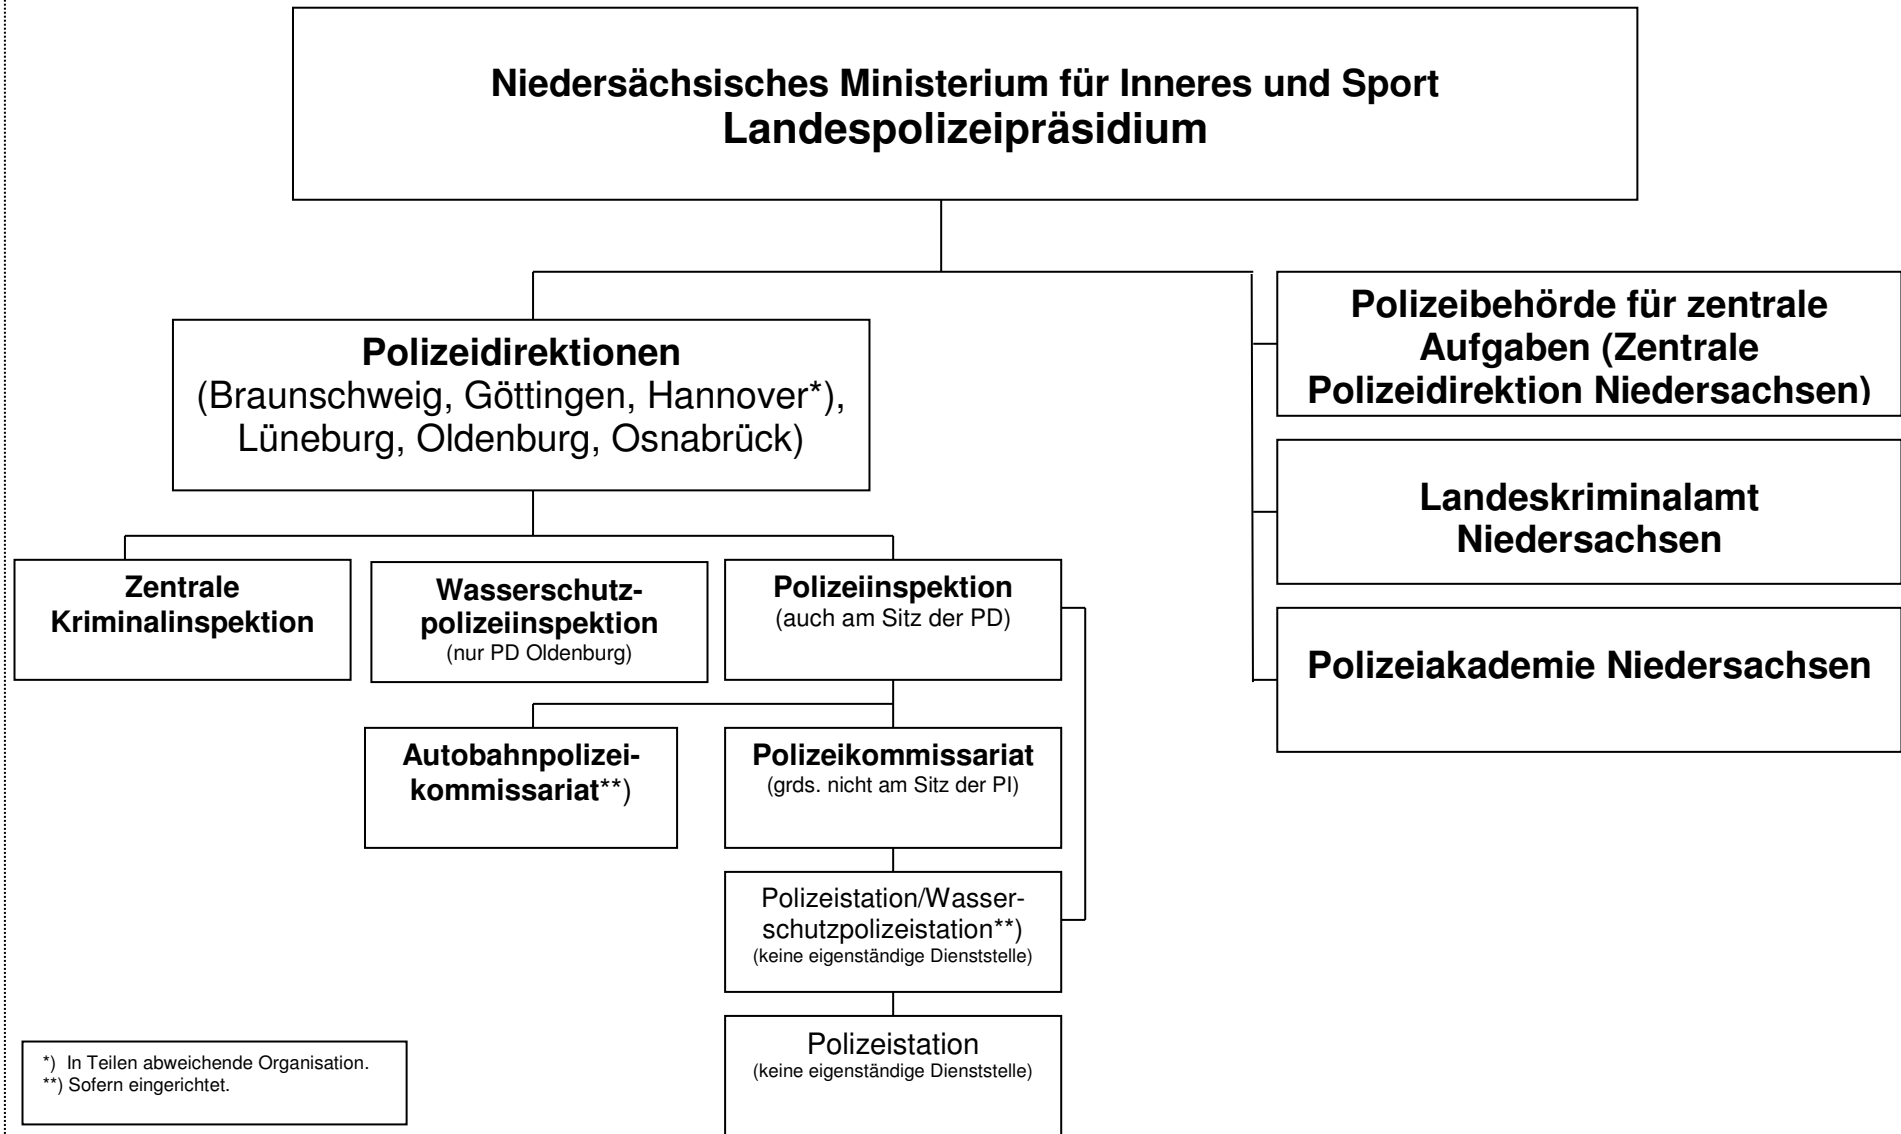 Niedersächsisches Ministerium für Inneres und Sport
Landespolizeipräsidium
Polizeidirektionen
(Braunschweig, Göttingen, Hannover*),
Lüneburg, Oldenburg, Osnabrück)
Polizeibehörde für zentrale
Aufgaben (Zentrale
Polizeidirektion Niedersachsen)
Landeskriminalamt
Niedersachsen
Polizeiakademie Niedersachsen
Zentrale
Kriminalinspektion
Wasserschutz-
polizeiinspektion
(nur PD Oldenburg)
Polizeiinspektion
(auch am Sitz der PD)
Autobahnpolizei-
kommissariat**)
Polizeikommissariat
(grds. nicht am Sitz der PI)
Polizeistation/Wasser-
schutzpolizeistation**)
(keine eigenständige Dienststelle)
Polizeistation
(keine eigenständige Dienststelle)
*) In Teilen abweichende Organisation.
**) Sofern eingerichtet.